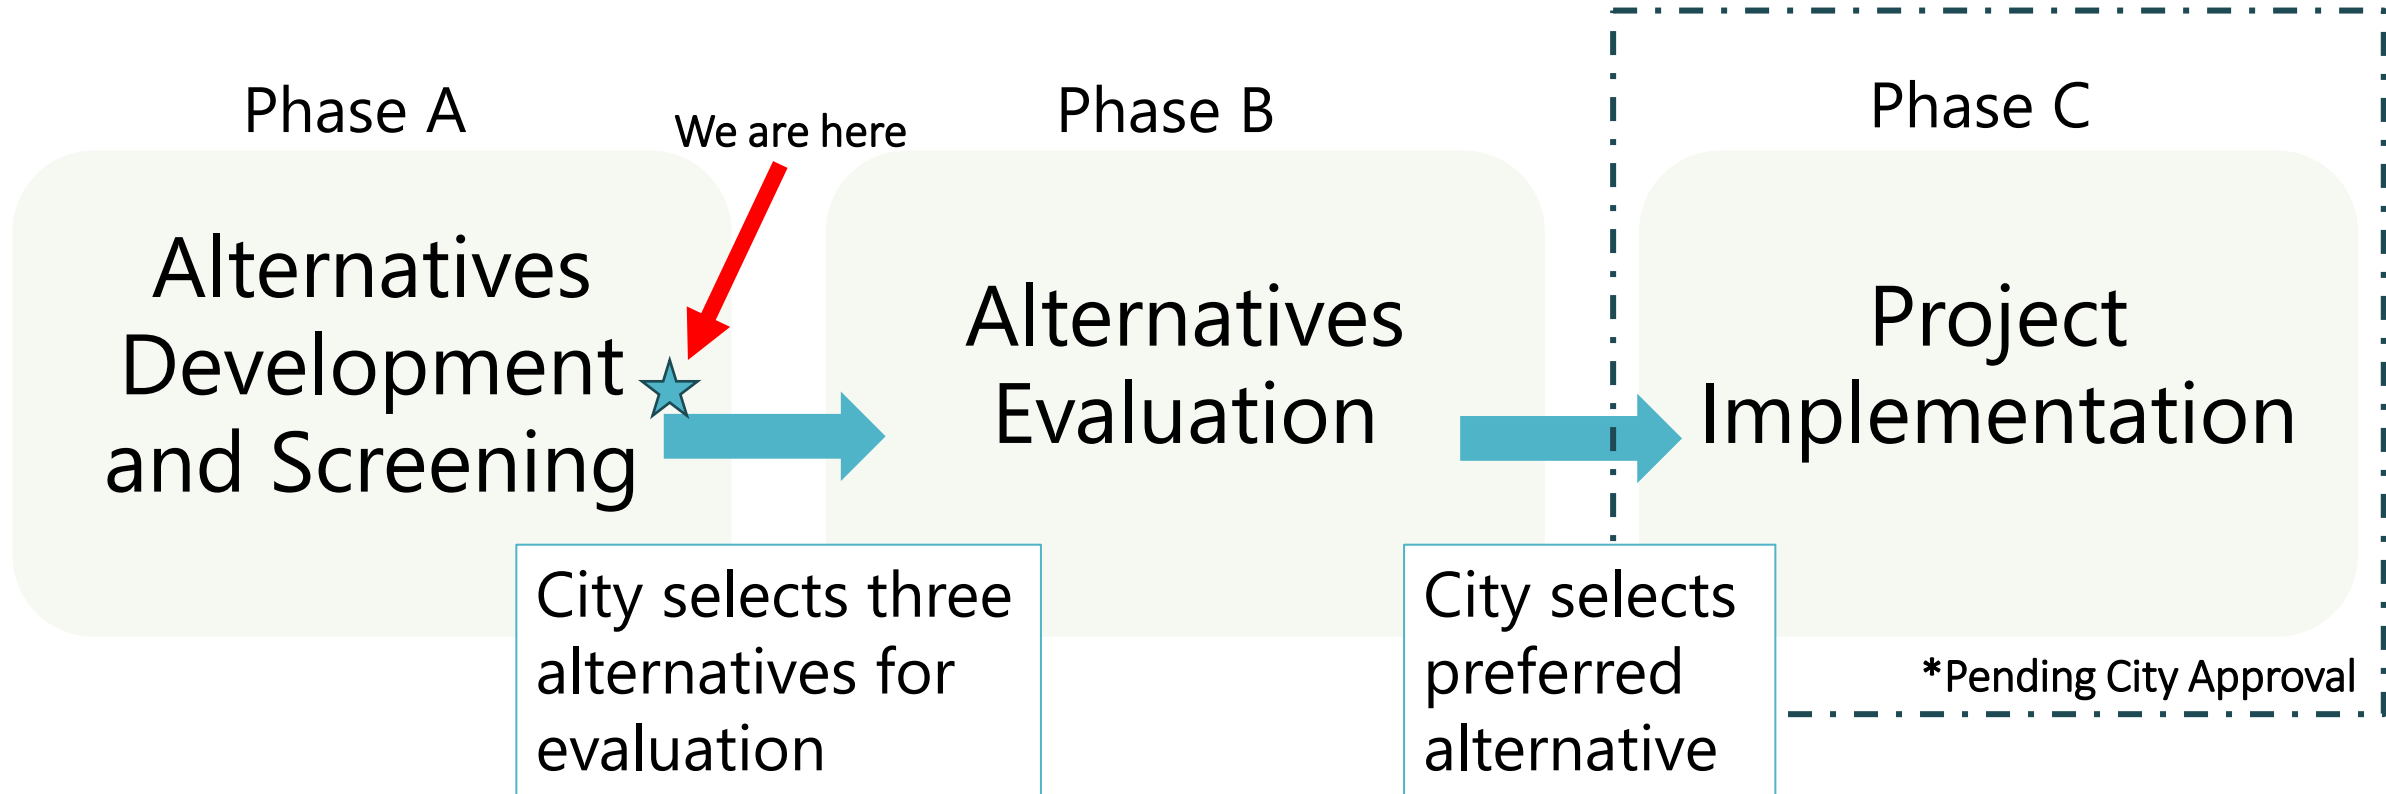 Phase A
We are here
Phase B
Phase C
Alternatives
Development
and Screening
Alternatives
Evaluation
Project
Implementation
City selects three
alternatives for
evaluation
City selects
preferred
alternative
*Pending City Approval